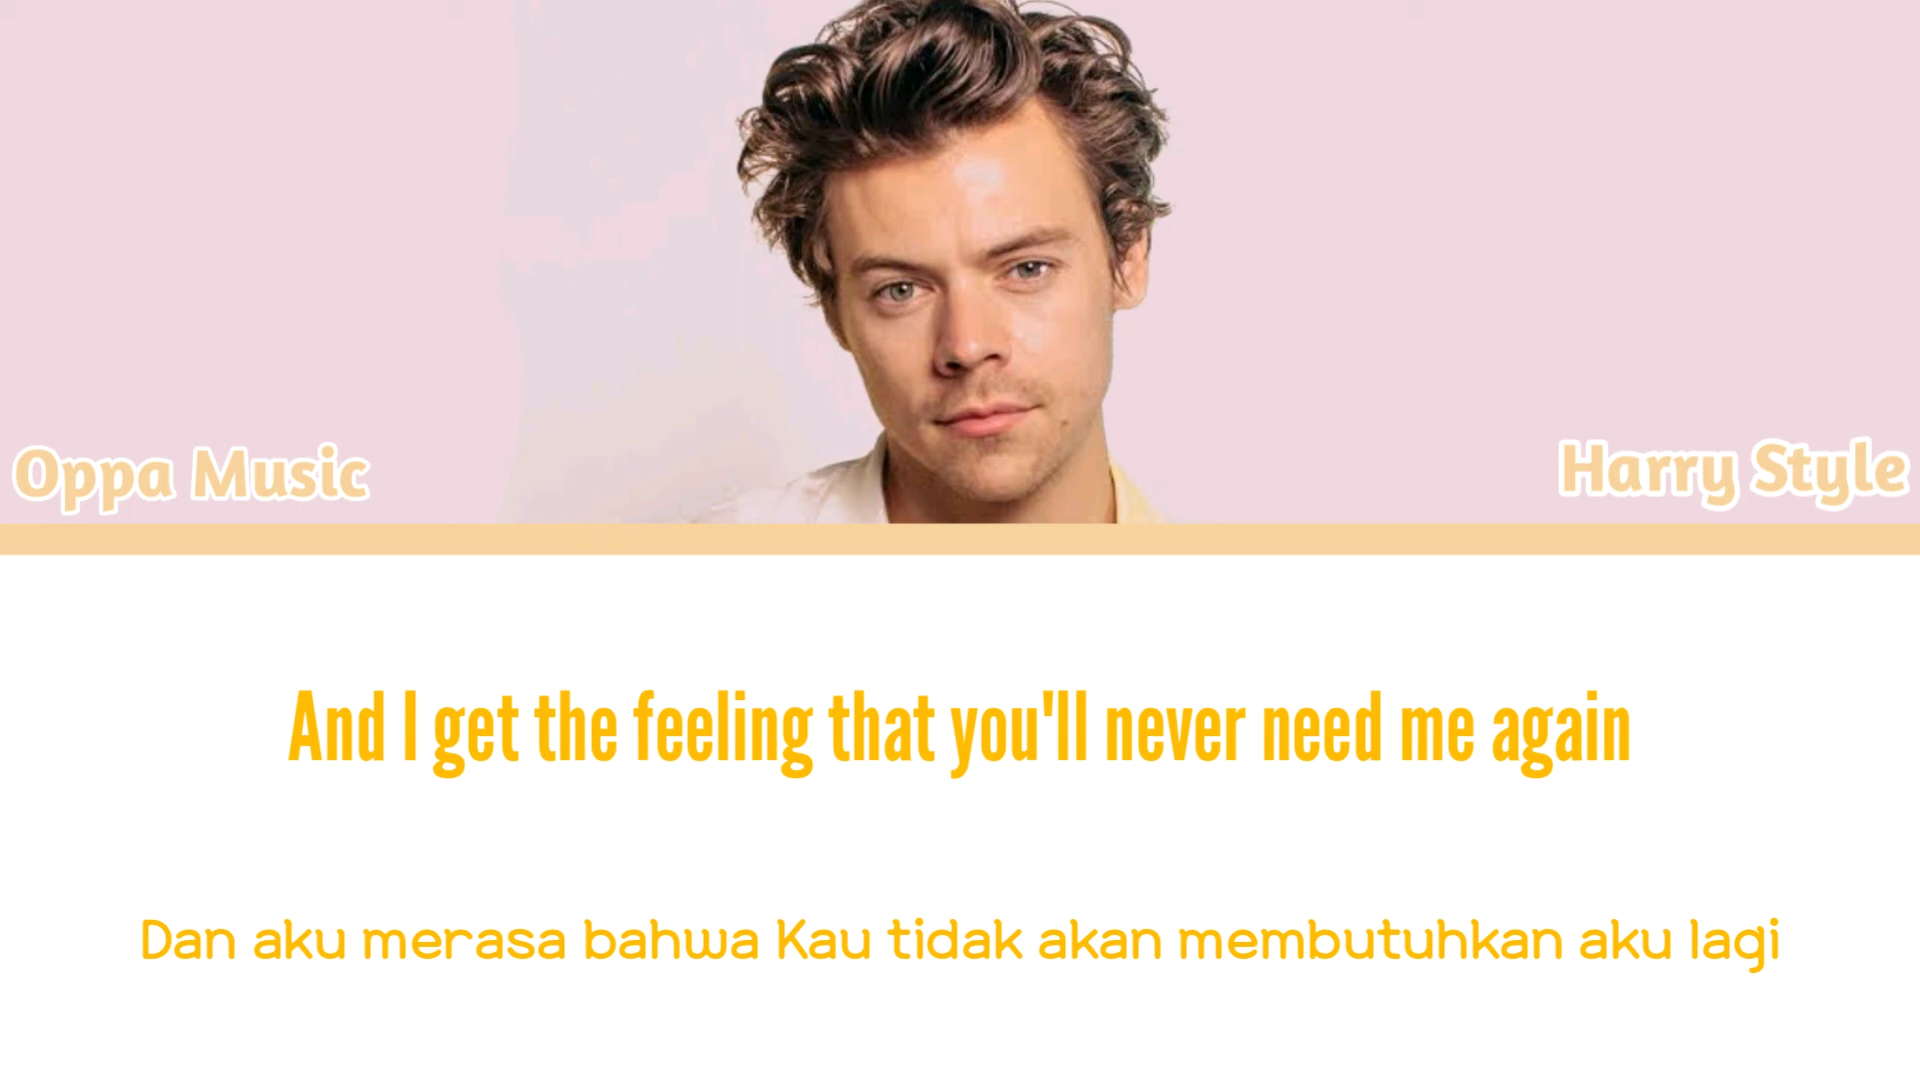 Oppa Music
Harry Style
And I get the feeling that you'll never need me again
Dan aku merasa bahwa Kau tidak akan membutuhkan aku lagi